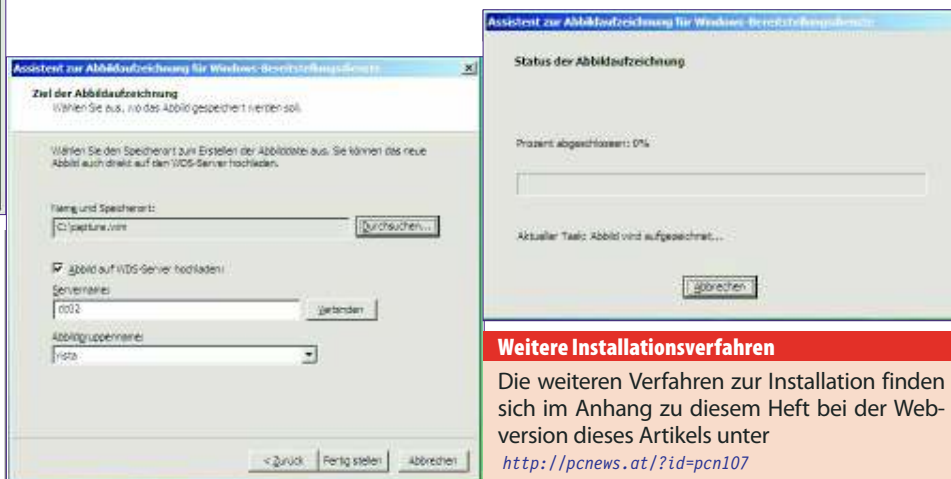 Assistent zur Abbildaufzeichnung für Windows-Bereitstellungsdienste
Ziel der Abbildaufzeichnung
Wählen Sie aus, wo das Abbild gespeichert werden soll.
Wählen Sie den Speicherort zum Erstellen der Abbilddatei aus. Sie können das neue
Abbild auch direkt auf den WDS-Server hochladen.
Name und Speicherort:
C:\capture.wim
Durchsuchen...
Abbild auf WDS-Server hochladen:
Servername:
dc02
Verbinden
Abbildgruppenname:
vista
< Zurück Fertig stellen Abbrechen
Assistent zur Abbildaufzeichnung für Windows-Bereitstellungsdienste
Status der Abbildaufzeichnung
Prozent abgeschlossen: 0%
Aktueller Task: Abbild wird aufgezeichnet...
Abbrechen
Weitere Installationsverfahren
Die weiteren Verfahren zur Installation finden
sich im Anhang zu diesem Heft bei der Web-
version dieses Artikels unter
http://pcnews.at/?id=pcn107